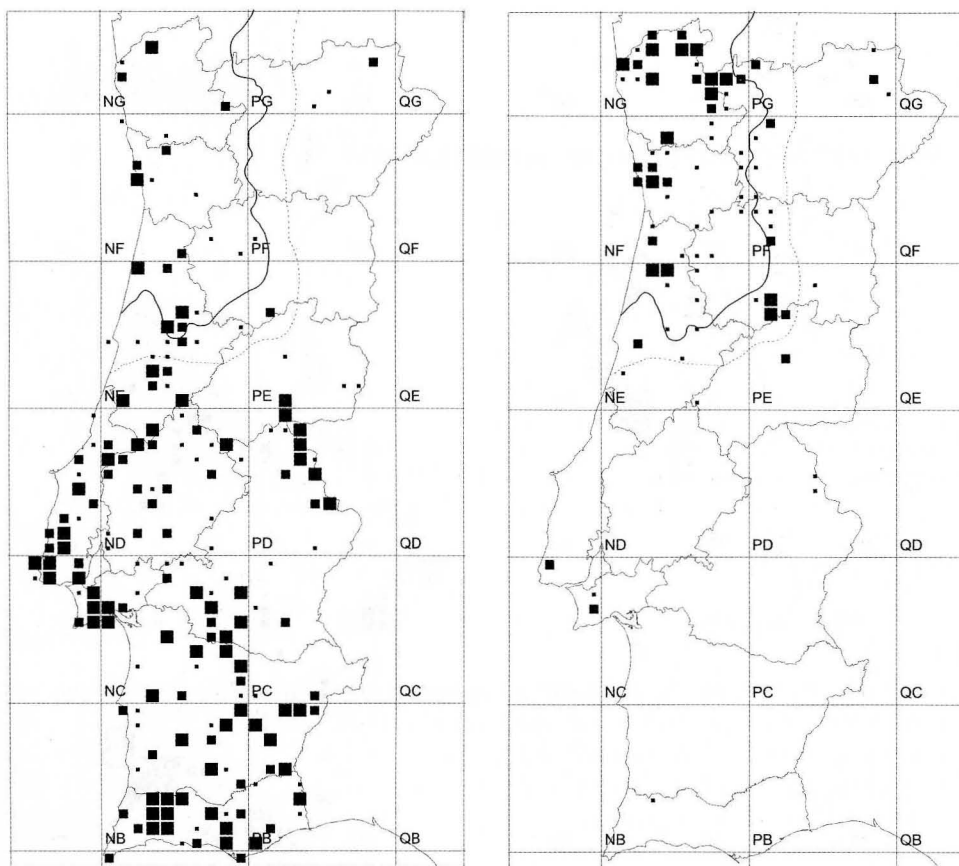 NG PG QG
NF PF QF
NE PE QE
ND PD QD
NC PC QC
NB PB QB
NG PG QG
NF PF QF
NE PE QE
ND PD QD
NC PC QC
NB PB QB